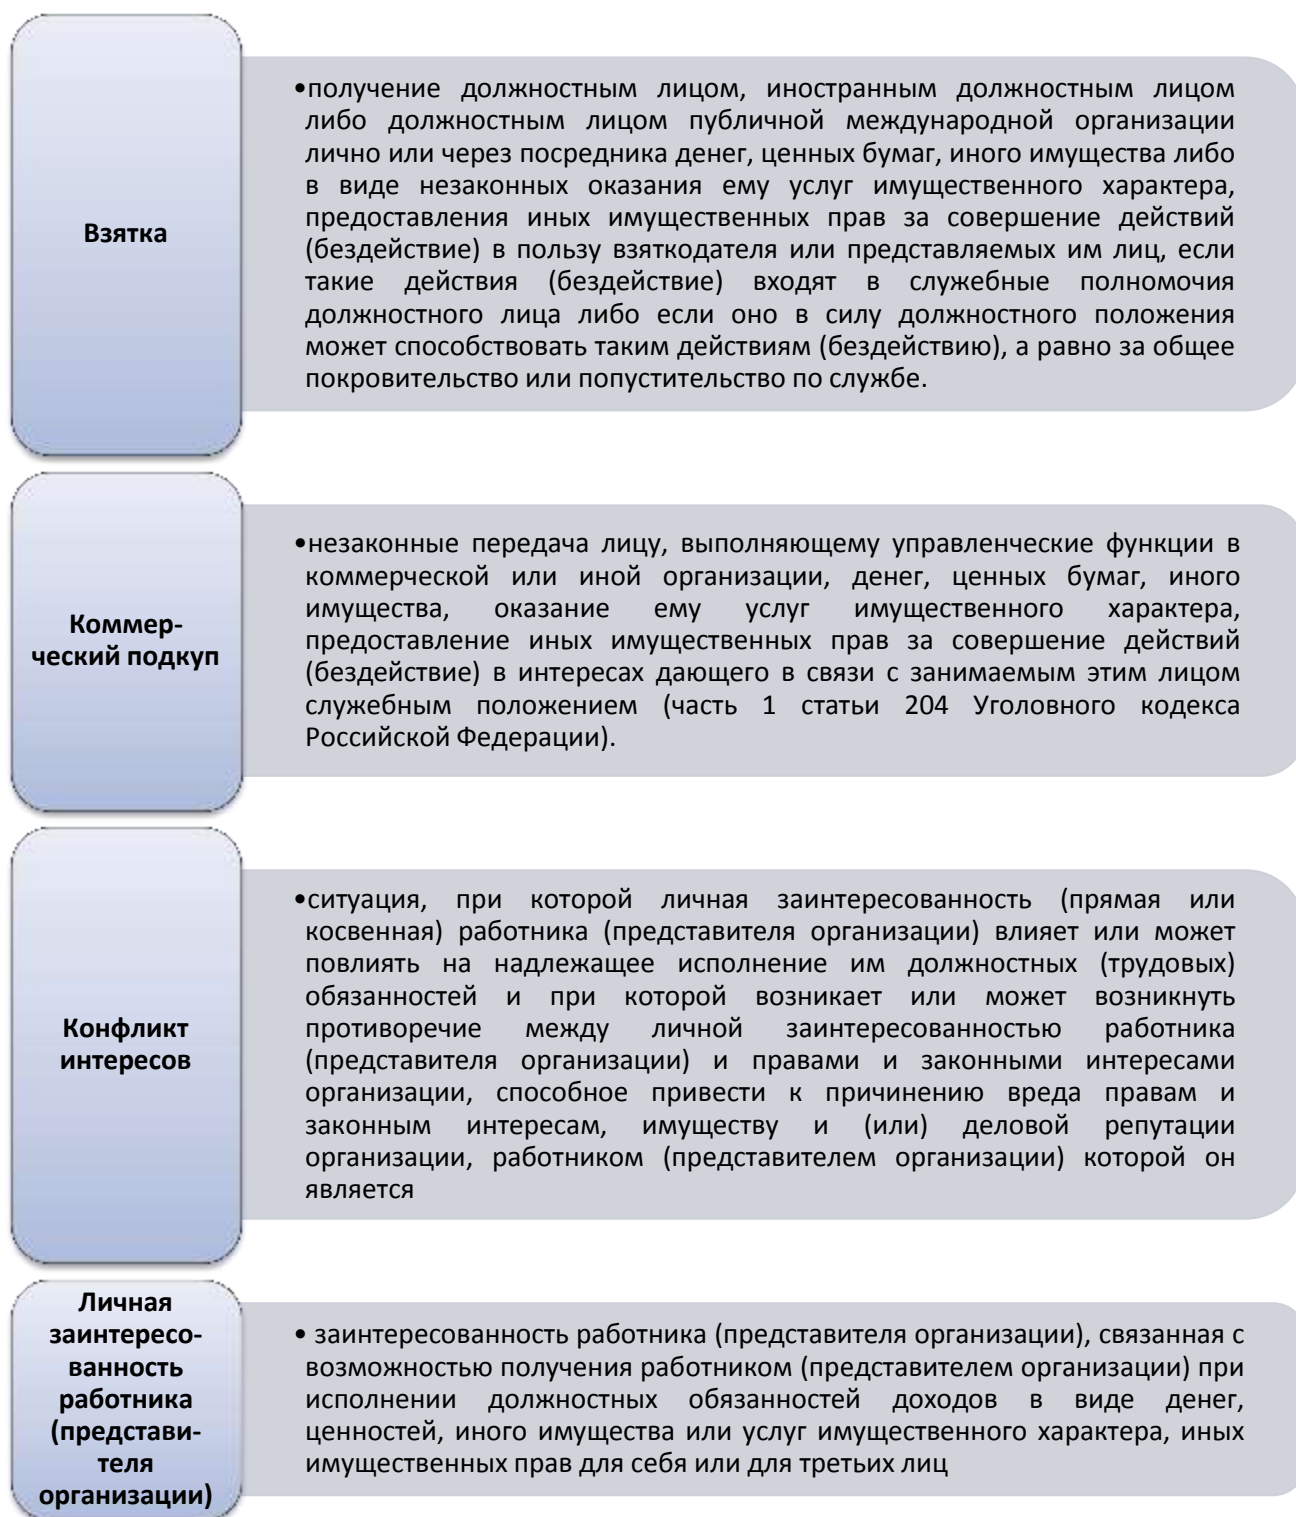 Взятка
•получение должностным лицом, иностранным должностным лицом
либо должностным лицом публичной международной организации
лично или через посредника денег, ценных бумаг, иного имущества либо
в виде незаконных оказания ему услуг имущественного характера,
предоставления иных имущественных прав за совершение действий
(бездействие) в пользу взяткодателя или представляемых им лиц, если
такие действия (бездействие) входят в служебные полномочия
должностного лица либо если оно в силу должностного положения
может способствовать таким действиям (бездействию), а равно за общее
покровительство или попустительство по службе.
Коммер-
ческий подкуп
•незаконные передача лицу, выполняющему управленческие функции в
коммерческой или иной организации, денег, ценных бумаг, иного
имущества, оказание ему услуг имущественного характера,
предоставление иных имущественных прав за совершение действий
(бездействие) в интересах дающего в связи с занимаемым этим лицом
служебным положением (часть 1 статьи 204 Уголовного кодекса
Российской Федерации).
Конфликт
интересов
•ситуация, при которой личная заинтересованность (прямая или
косвенная) работника (представителя организации) влияет или может
повлиять на надлежащее исполнение им должностных (трудовых)
обязанностей и при которой возникает или может возникнуть
противоречие между личной заинтересованностью работника
(представителя организации) и правами и законными интересами
организации, способное привести к причинению вреда правам и
законным интересам, имуществу и (или) деловой репутации
организации, работником (представителем организации) которой он
является
Личная
заинтересо-
ванность
работника
(представи-
теля
организации)
• заинтересованность работника (представителя организации), связанная с
возможностью получения работником (представителем организации) при
исполнении должностных обязанностей доходов в виде денег,
ценностей, иного имущества или услуг имущественного характера, иных
имущественных прав для себя или для третьих лиц